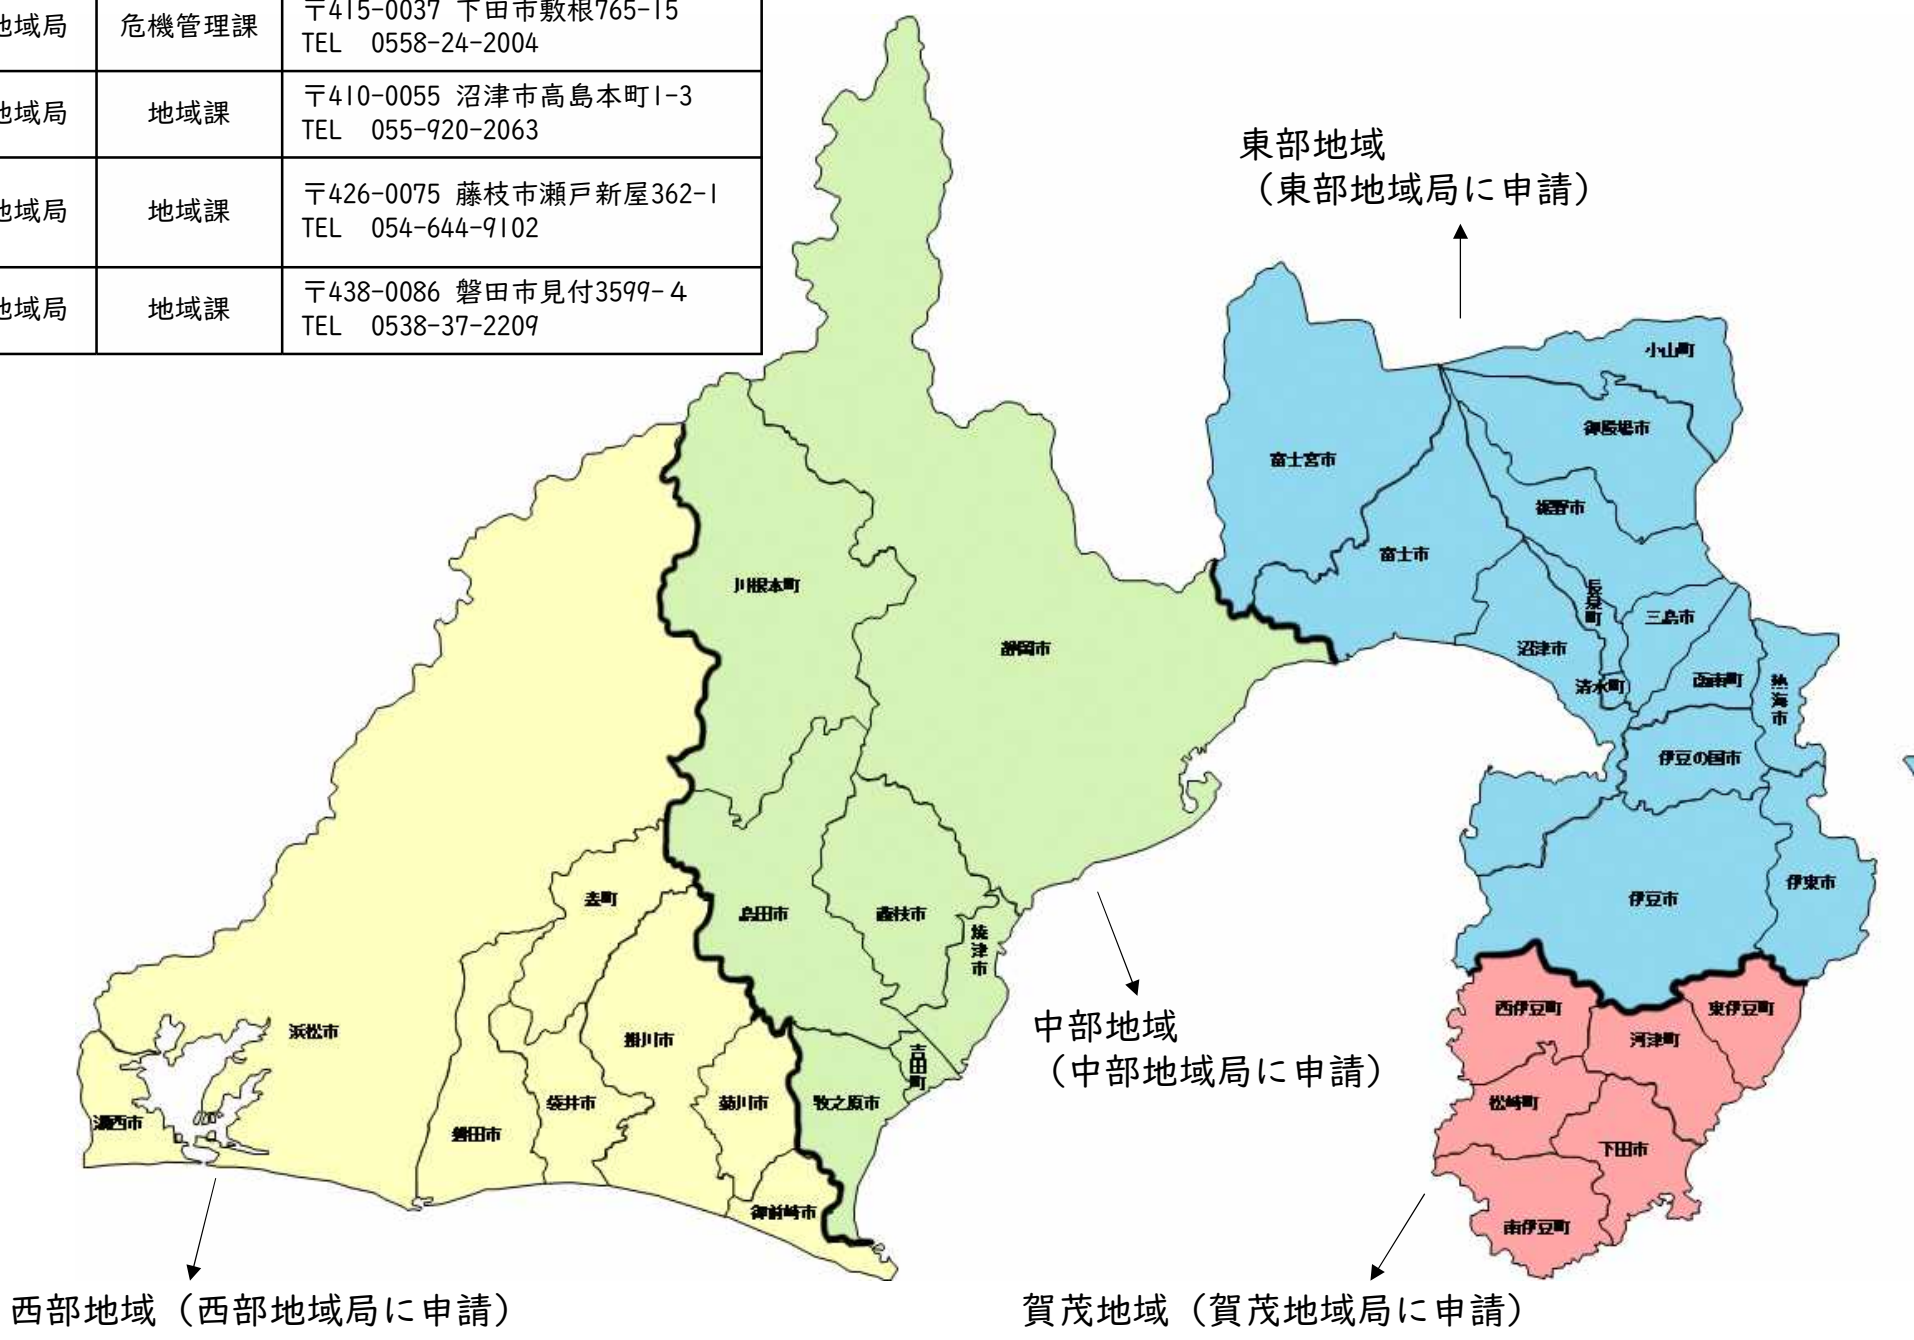 地域局 危機管理課 〒415-0037 下田市敷根765-15
TEL 0558-24-2004
地域局 地域課 〒410-0055 沼津市高島本町1-3
TEL 055-920-2063
地域局 地域課 〒426-0075 藤枝市瀬戸新屋362-1
TEL 054-644-9102
地域局 地域課 〒438-0086 磐田市見付3599-4
TEL 0538-37-2209
東部地域
（東部地域局に申請）
小山町
御殿場市
富士宮市
裾野市
富士市
長泉町
三島市
川根本町
静岡市
沼津市
清水町
函南町
熱海市
伊豆の国市
伊東市
伊豆市
森町
島田市
藤枝市
焼津市
西伊豆町
東伊豆町
河津町
浜松市
掛川市
吉田町
中部地域
（中部地域局に申請）
湖西市
磐田市
袋井市
菊川市
牧之原市
松崎町
下田市
御前崎市
南伊豆町
西部地域（西部地域局に申請）
賀茂地域（賀茂地域局に申請）